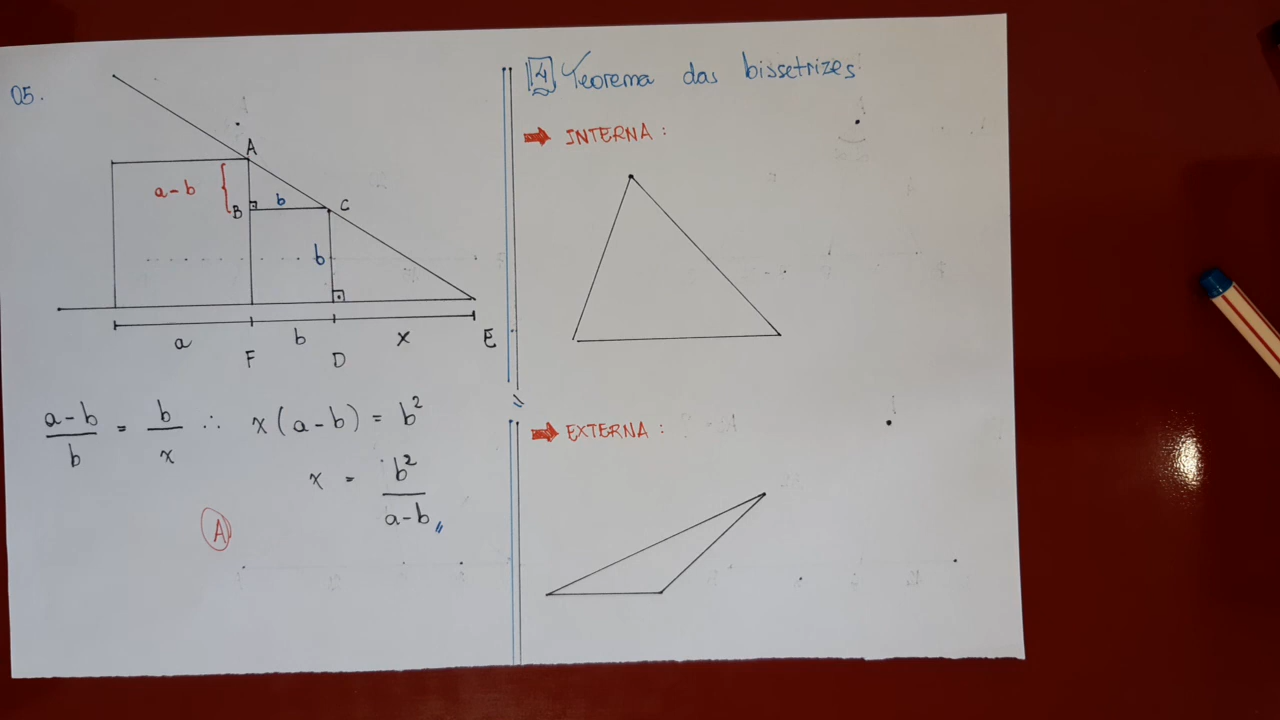 05.
A
a-b
B
b
C
b
a
b
x
E
F
D
a-b/b = b/x ∴ x(a-b) = b²
x = b²/a-b
A
4 Teorema das bissetrizes
INTERNA:
EXTERNA: